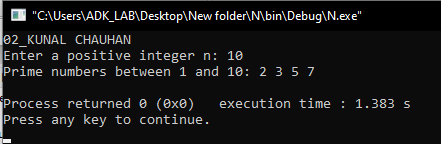 "C:\Users\ADK_LAB\Desktop\New folder\N\bin\Debug\N.exe"
02_KUNAL CHAUHAN
Enter a positive integer n: 10
Prime numbers between 1 and 10: 2 3 5 7
Process returned 0 (0x0)   execution time : 1.383 s
Press any key to continue.